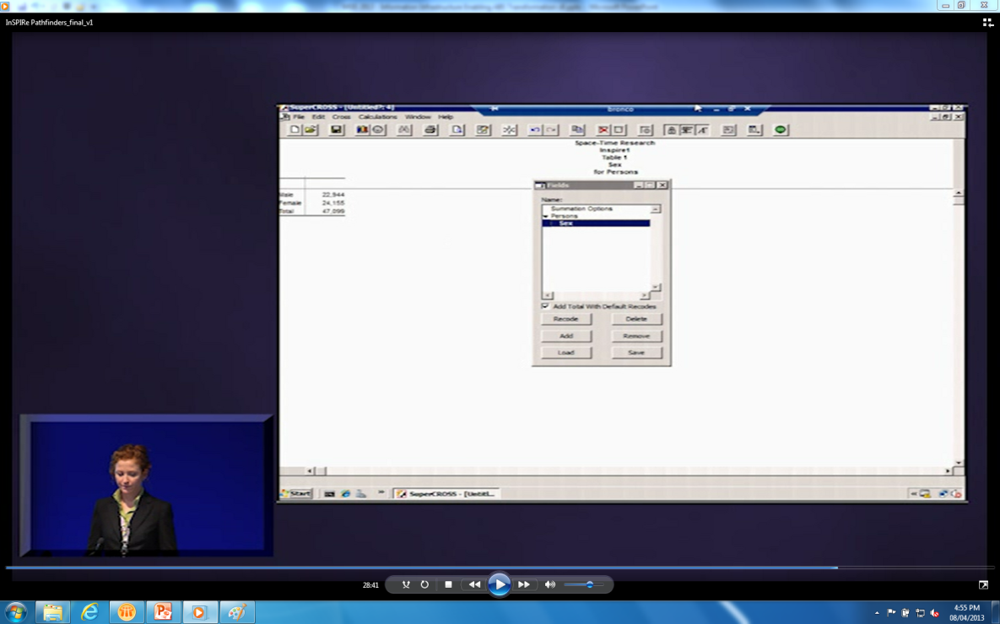 InSPIRe Pathfinders_final_v1
SuperCROSS - [Untitled?: 4]
bronco
File Edit Cross Calculations Window Help
Space-Time Research
Inspire1
Table 1
Sex
for Persons
Male 22,944
Female 24,155
Total 47,099
Fields
Name:
Summation Options
Persons
Sex
Add Total With Default Recodes
Recode Delete
Add Remove
Load Save
Start
SuperCROSS - [Untitl...
28:41
4:55 PM
08/04/2013